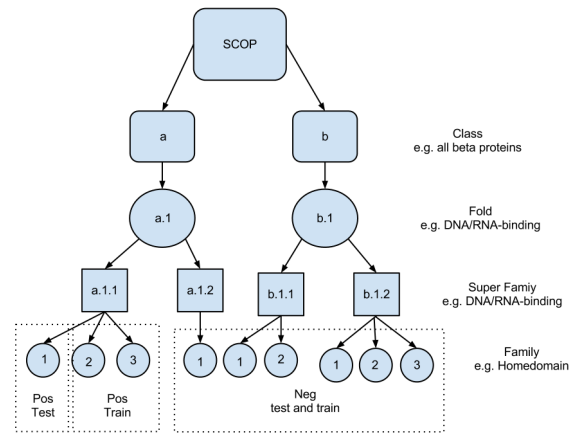 SCOP
a
b
Class
e.g. all beta proteins
a.1
b.1
Fold
e.g. DNA/RNA-binding
a.1.1
a.1.2
b.1.1
b.1.2
Super Famiy
e.g. DNA/RNA-binding
1
2
3
1
1
2
1
2
3
Family
e.g. Homedomain
Pos
Test
Pos
Train
Neg
test and train